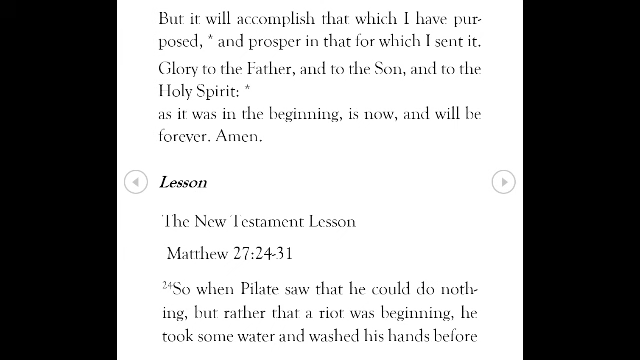 But it will accomplish that which I have pur-
posed, * and prosper in that for which I sent it.
Glory to the Father, and to the Son, and to the
Holy Spirit: *
as it was in the beginning, is now, and will be
forever. Amen.
Lesson
The New Testament Lesson
Matthew 27:24-31
24So when Pilate saw that he could do noth-
ing, but rather that a riot was beginning, he
took some water and washed his hands before